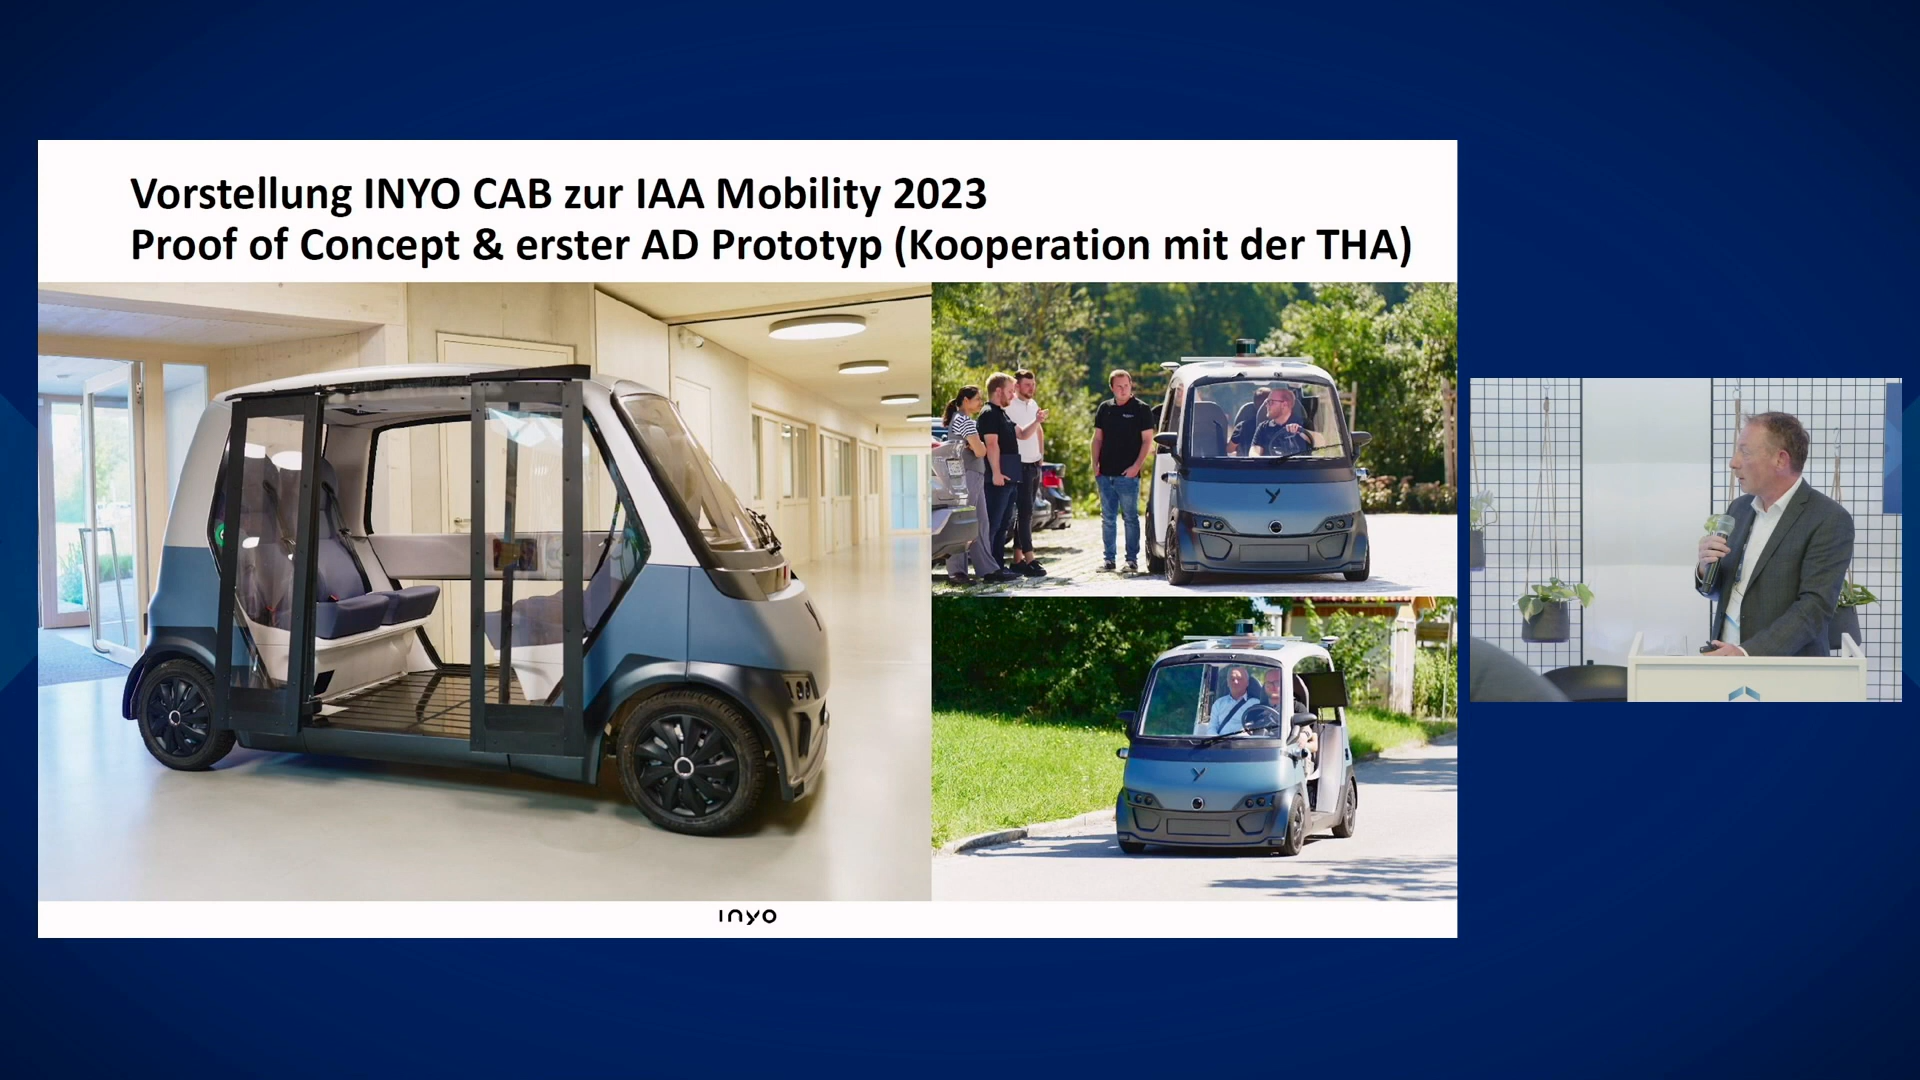 Vorstellung INYO CAB zur IAA Mobility 2023
Proof of Concept & erster AD Prototyp (Kooperation mit der THA)
inyo